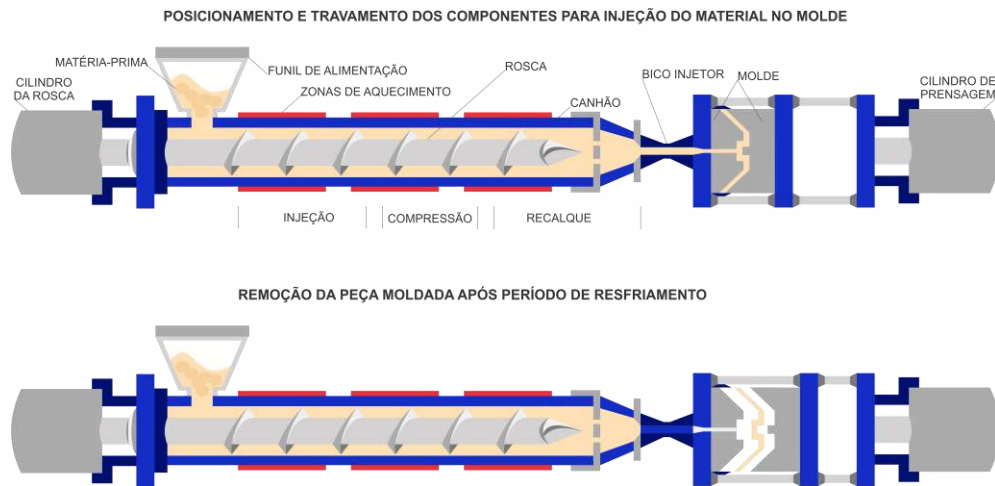 POSICIONAMENTO E TRAVAMENTO DOS COMPONENTES PARA INJEÇÃO DO MATERIAL NO MOLDE
MATÉRIA-PRIMA
FUNIL DE ALIMENTAÇÃO
ROSCA
BICO INJETOR
MOLDE
CILINDRO
DA ROSCA
ZONAS DE AQUECIMENTO
CANHÃO
CILINDRO DE
PRENSAGEM
INJEÇÃO
COMPRESSÃO
RECALQUE
REMOÇÃO DA PEÇA MOLDADA APÓS PERÍODO DE RESFRIAMENTO